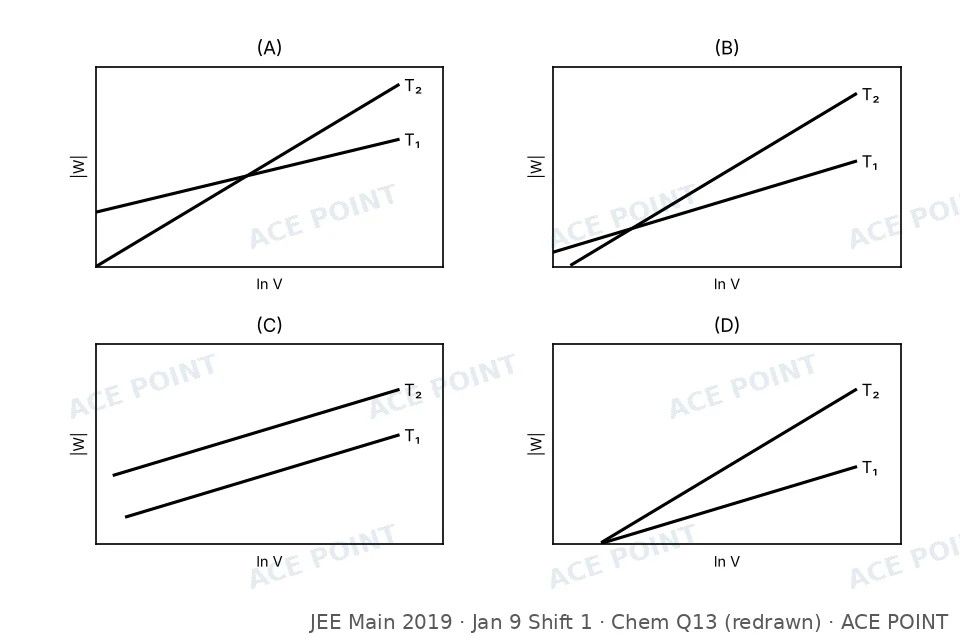 (A)
(B)
T₂
T₂
T₁
T₁
|W|
|W|
ACE POINT
ACE POINT
ACE POI
ln V
ln V
(C)
(D)
ACE POINT
ACE POINT
ACE POINT
T₂
T₂
T₁
T₁
|W|
|W|
ACE POINT
ACE POINT
ACE POI
ln V
ln V
JEE Main 2019 · Jan 9 Shift 1 · Chem Q13 (redrawn) · ACE POINT